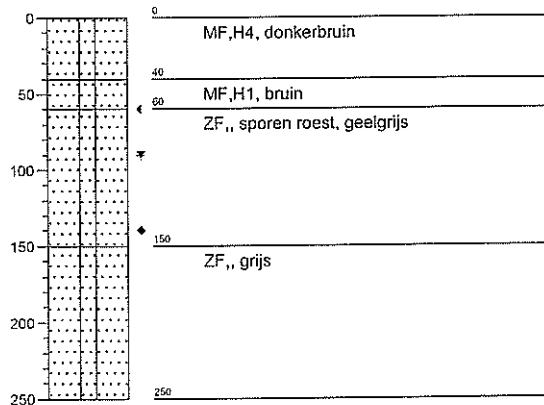 0
0
MF,H4, donkerbruin
40
MF,H1, bruin
50
60
ZF,, sporen roest, geelgrijs
100
150
150
ZF,, grijs
200
250
250